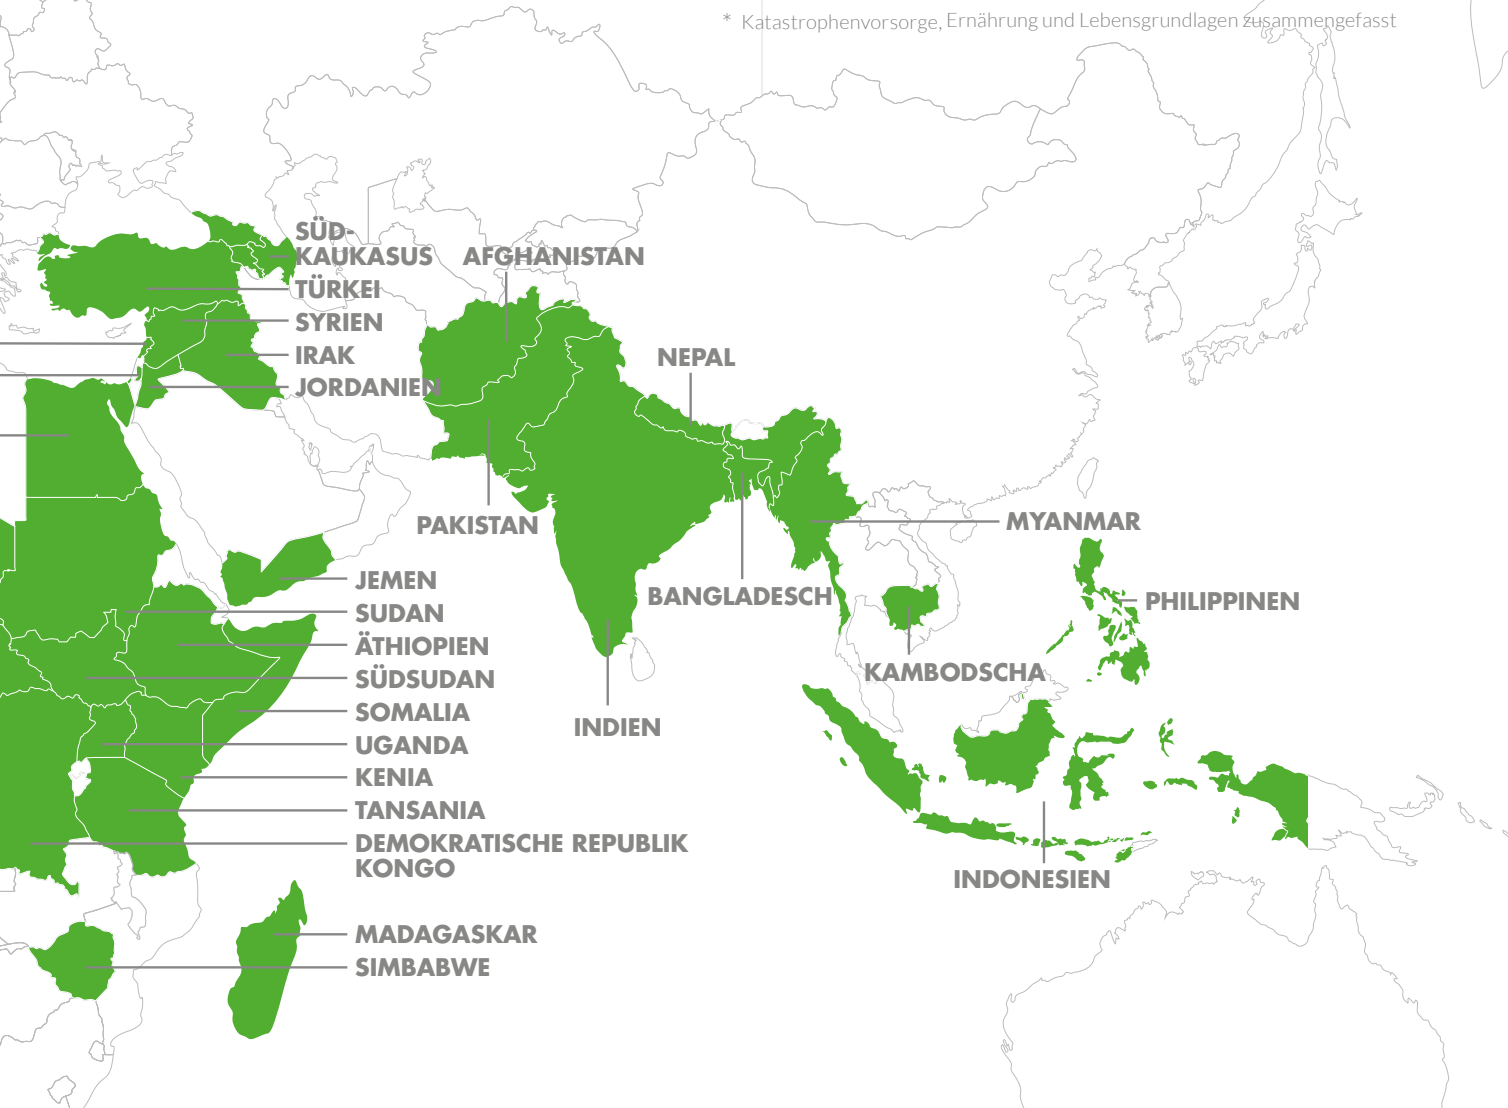 * Katastrophenvorsorge, Ernährung und Lebensgrundlagen zusammengefasst
SÜD-
KAUKASUS
AFGHANISTAN
TÜRKEI
SYRIEN
IRAK
NEPAL
JORDANIEN
PAKISTAN
MYANMAR
JEMEN
BANGLADESCH
PHILIPPINEN
SUDAN
ÄTHIOPIEN
KAMBODSCHA
SÜDSUDAN
SOMALIA
INDIEN
UGANDA
KENIA
TANSANIA
DEMOKRATISCHE REPUBLIK
KONGO
INDONESIEN
MADAGASKAR
SIMBABWE